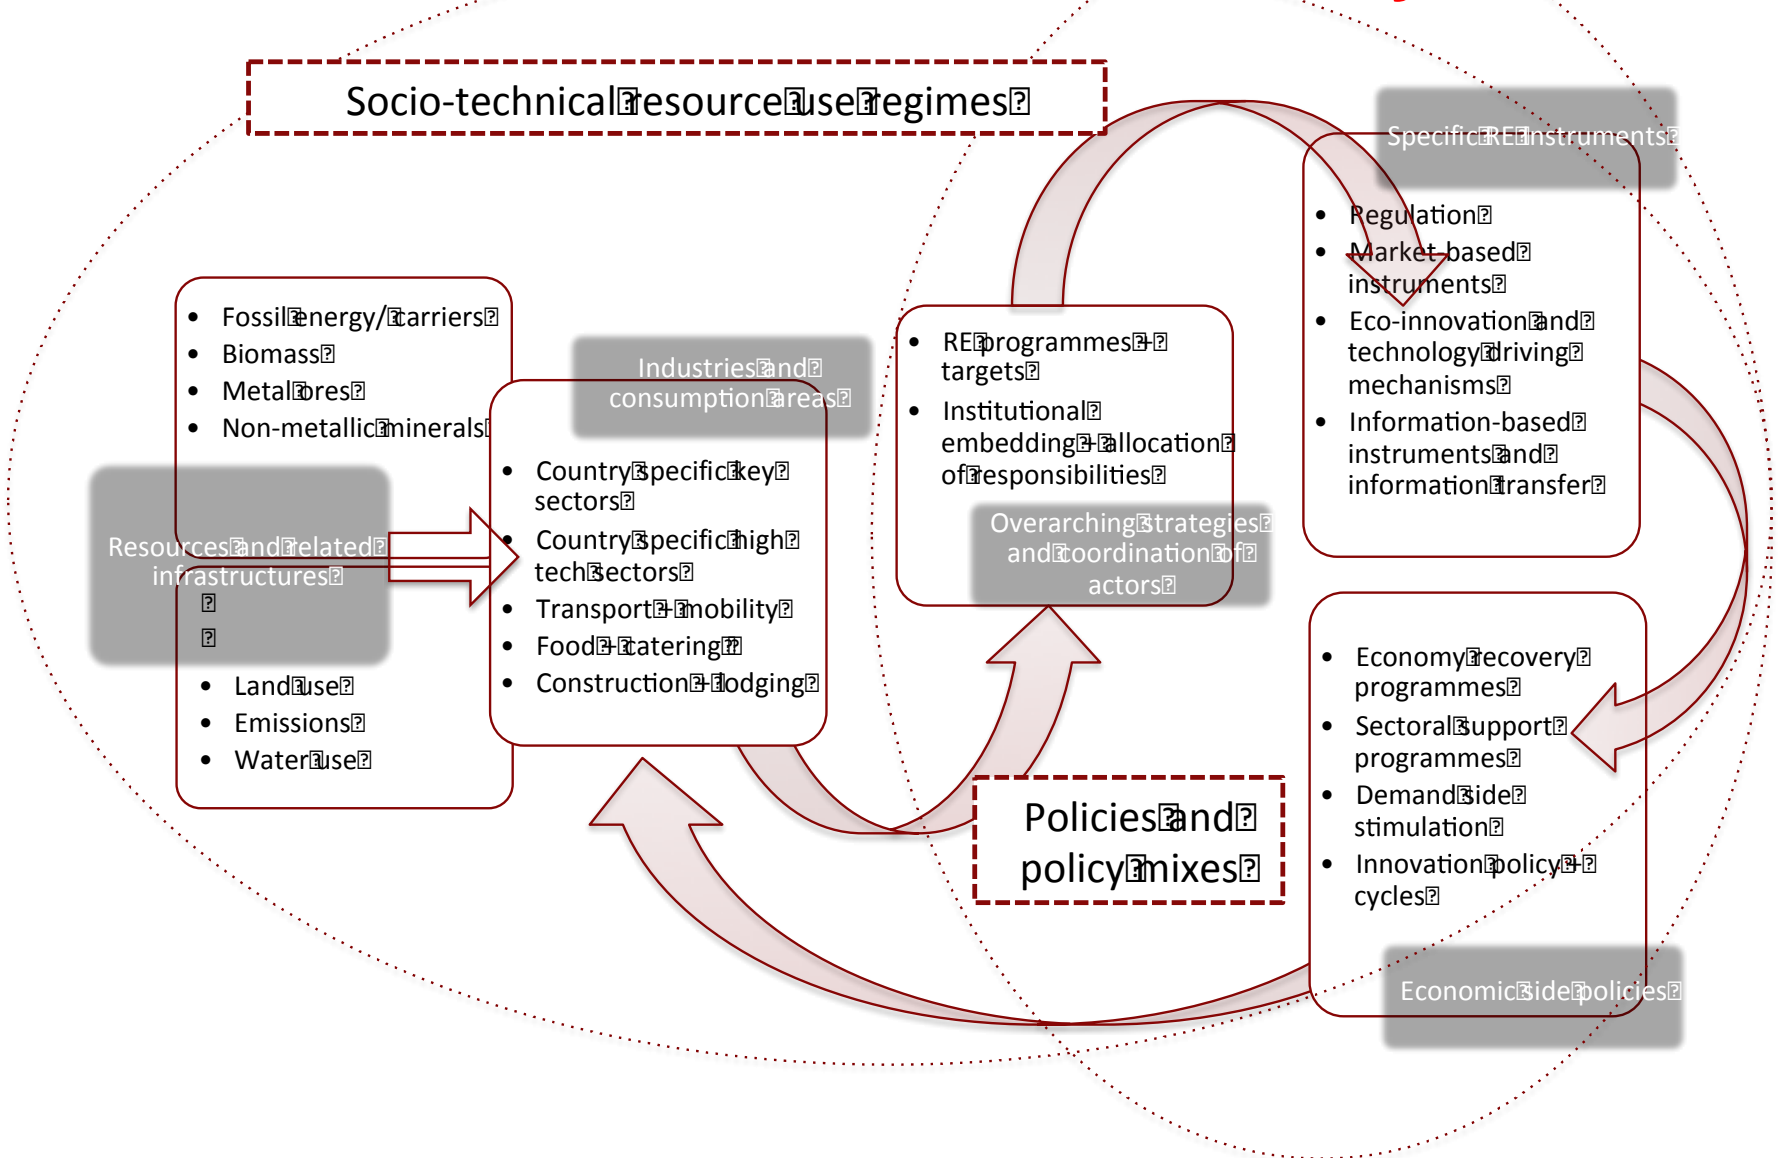 Socio-technical resource use regimes
Specific RE instruments
• Regulation
• Market-based
instruments
• Eco-innovation and
technology driving
mechanisms
• Information-based
instruments and
information transfer
• Fossil energy/ carriers
• Biomass
• Metal ores
• Non-metallic minerals
Resources and related
infrastructures
• Land use
• Emissions
• Water use
Industries and
consumption areas
• Country specific key
sectors
• Country specific high
tech sectors
• Transport + mobility
• Food + catering
• Construction + lodging
• RE programmes +
targets
• Institutional
embedding + allocation
of responsibilities
Overarching strategies
and coordination of
actors
Policies and
policy mixes
• Economy recovery
programmes
• Sectoral support
programmes
• Demand side
stimulation
• Innovation policy +
cycles
Economic side policies